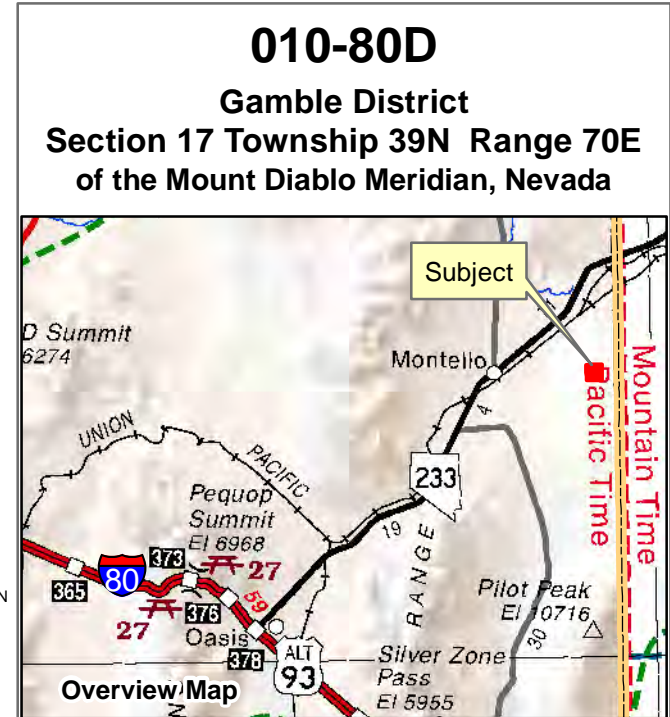 010-80D
Gamble District
Section 17 Township 39N Range 70E
of the Mount Diablo Meridian, Nevada
Subject
D Summit
6274
Montello
Mountain Time
Pacific Time
UNION
PACIFIC
4
233
19
RANGE
Pequop
Summit
El 6968
373
27
365
80
376
59
27
Oasis
378
ALT
93
Pilot Peak
El 10716
30
Silver Zone
Pass
El 5955
Overview Map
N